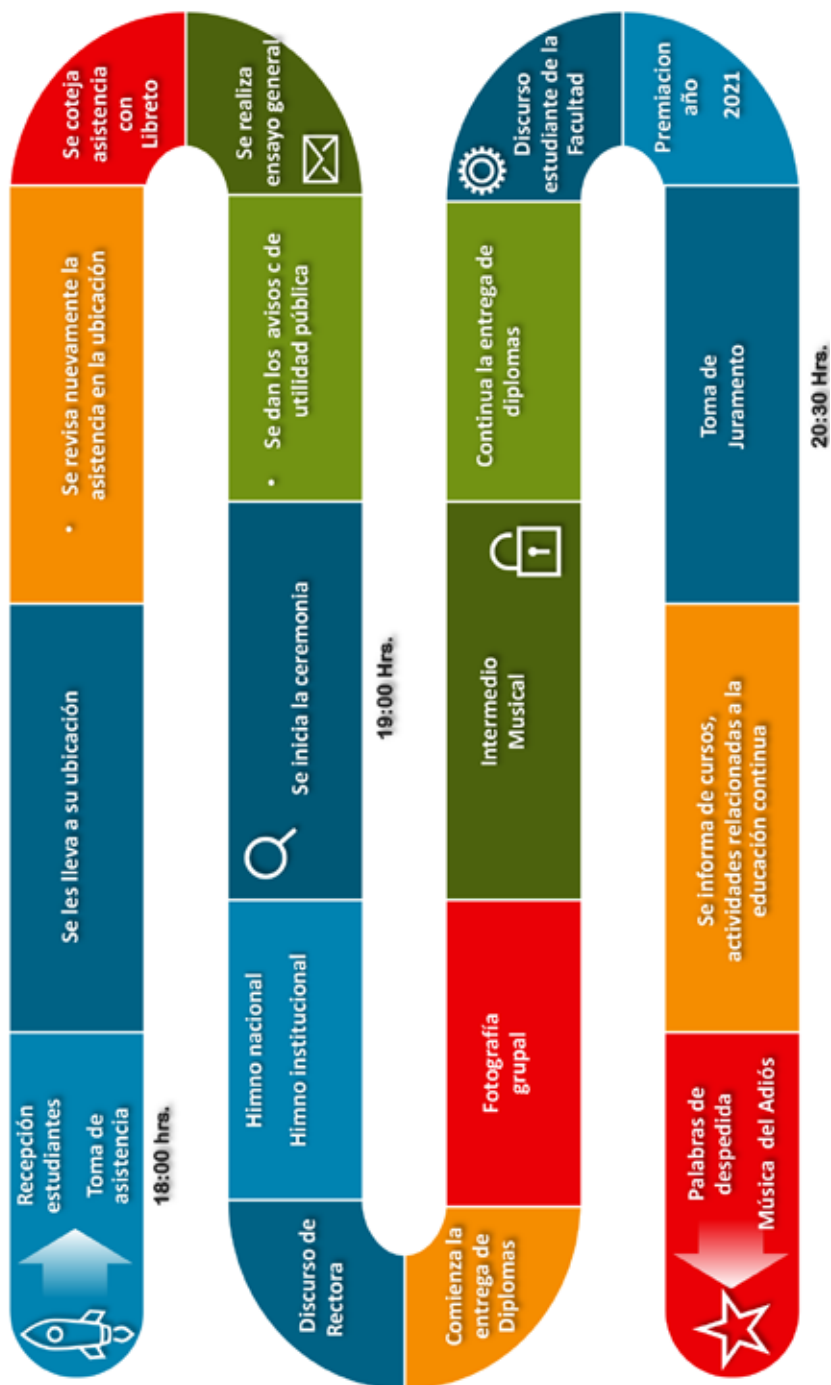 Recepción
estudiantes
Toma de
asistencia
18:00 hrs.
Se les lleva a su ubicación
• Se revisa nuevamente la
asistencia en la ubicación
Se coteja
asistencia
con
Libreto
Se realiza
ensayo general
• Se dan los avisos c de
utilidad pública
Se inicia la ceremonia
19:00 Hrs.
Himno nacional
Himno institucional
Discurso de
Rectora
Comienza la
entrega de
Diplomas
Fotografía
grupal
Intermedio
Musical
Continua la entrega de
diplomas
Discurso
estudiante de la
Facultad
Premiacion
año
2021
Toma de
Juramento
20:30 Hrs.
Se informa de cursos,
actividades relacionadas a la
educación continua
Palabras de
despedida
Música del Adiós